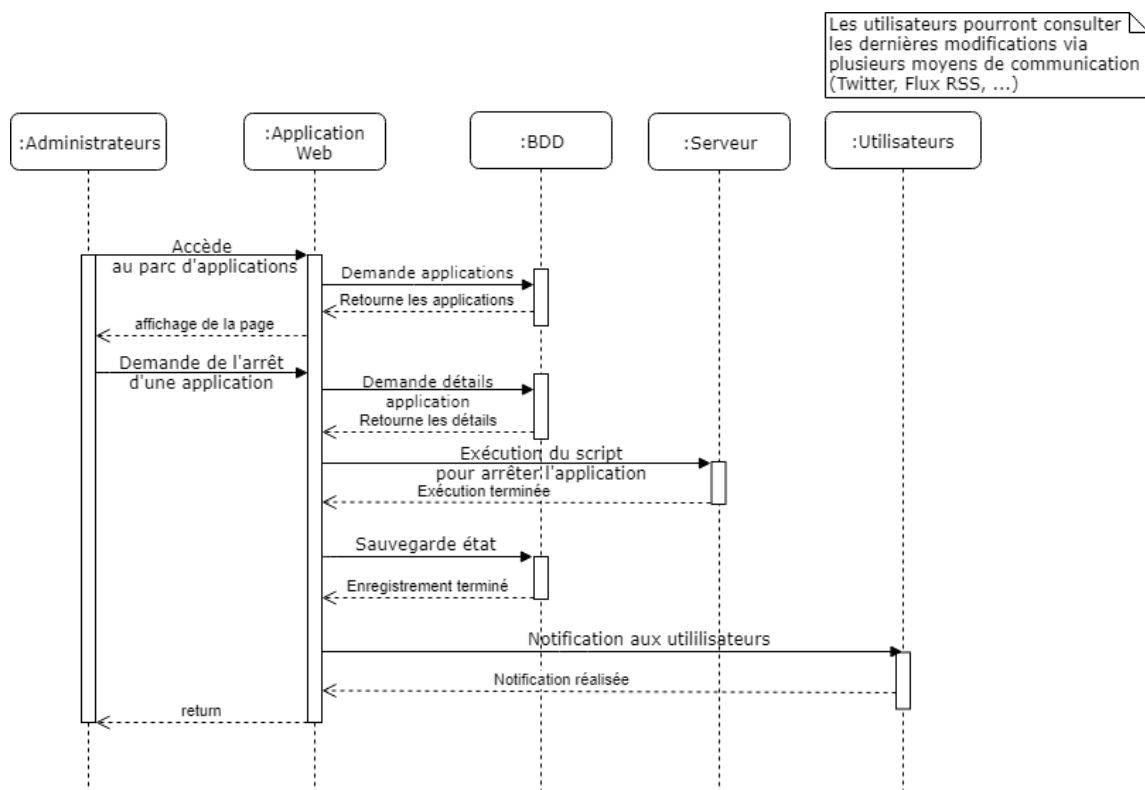 Les utilisateurs pourront consulter
les dernières modifications via
plusieurs moyens de communication
(Twitter, Flux RSS, ...)
:Administrateurs
:Application
Web
:BDD
:Serveur
:Utilisateurs
Accède
au parc d'applications
Demande applications
Retourne les applications
affichage de la page
Demande de l'arrêt
d'une application
Demande détails
application
Retourne les détails
Exécution du script
pour arrêter l'application
Exécution terminée
Sauvegarde état
Enregistrement terminé
Notification aux utililisateurs
Notification réalisée
return